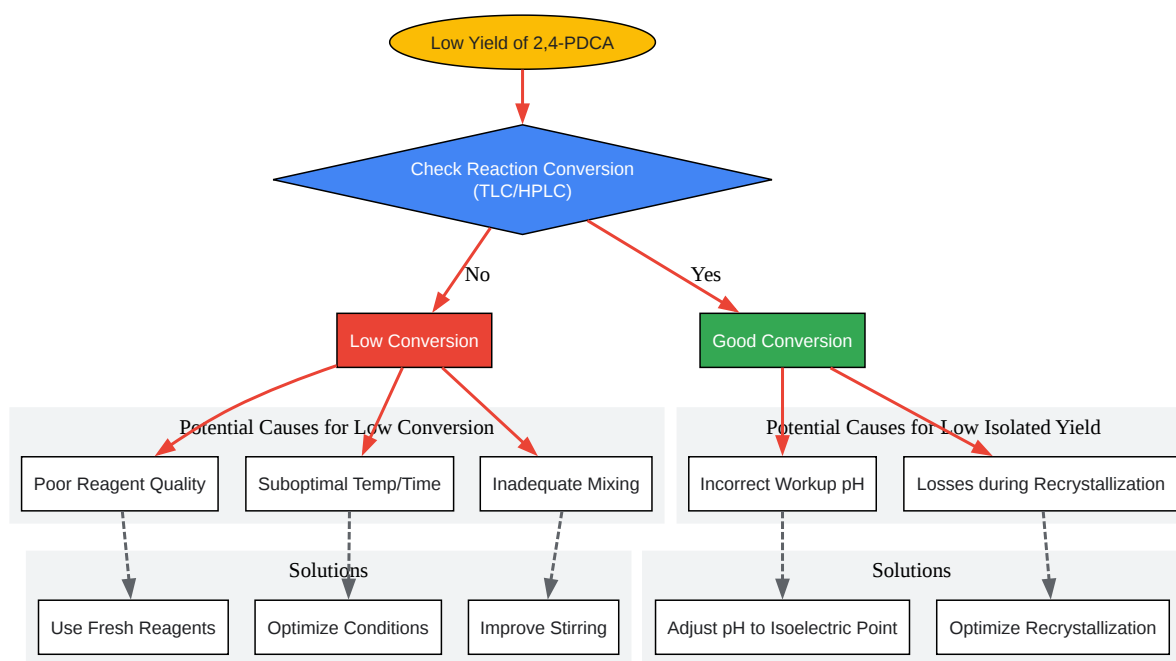 Low Yield of 2,4-PDCA
Check Reaction Conversion
(TLC/HPLC)
No
Yes
Low Conversion
Good Conversion
Potential Causes for Low Conversion
Potential Causes for Low Isolated Yield
Poor Reagent Quality
Suboptimal Temp/Time
Inadequate Mixing
Incorrect Workup pH
Losses during Recrystallization
Solutions
Solutions
Use Fresh Reagents
Optimize Conditions
Improve Stirring
Adjust pH to Isoelectric Point
Optimize Recrystallization